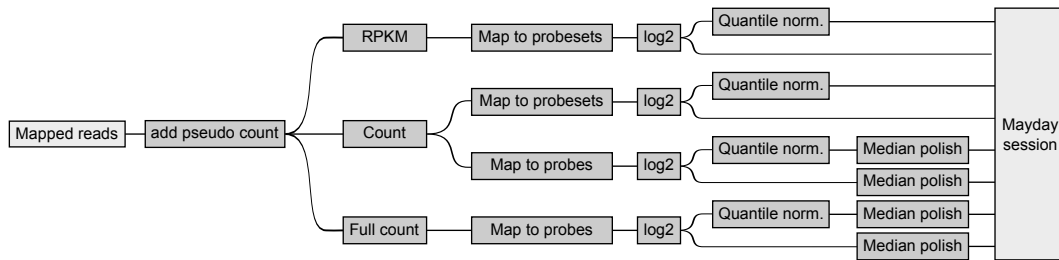 Quantile norm.
RPKM
Map to probesets
log2
Quantile norm.
Map to probesets
log2
Mapped reads
add pseudo count
Count
Mayday
session
Quantile norm.
Median polish
Map to probes
log2
Median polish
Quantile norm.
Median polish
Full count
Map to probes
log2
Median polish